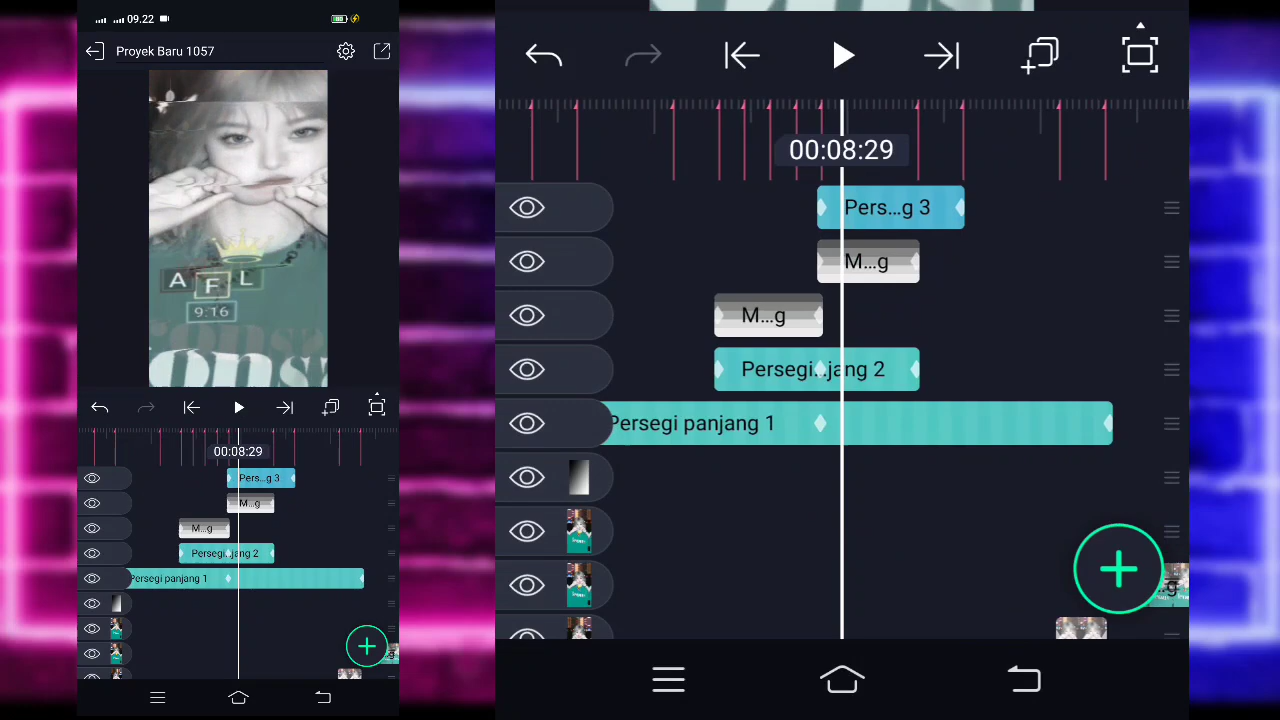 09.22
Proyek Baru 1057
A F L
9:16
00:08:29
Pers...g 3
M...g
M...g
Persegi...jang 2
Persegi panjang 1
00:08:29
Pers...g 3
M...g
M...g
Persegi...jang 2
Persegi panjang 1